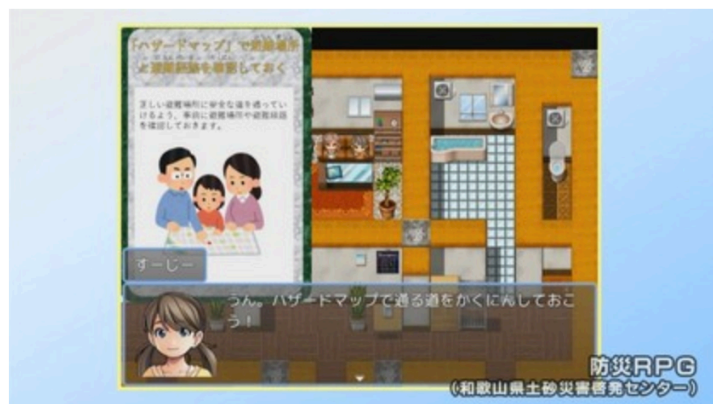 「ハザードマップ」で避難場所
と避難経路を確認しておく
正しい避難場所に安全な道を通ってい
けるよう、事前に避難場所や避難経路
を確認しておきます。
すーじー
うん。ハザードマップで通る道をかくにんしておこ
う!
防災RPG
(和歌山県土砂災害啓発センター)